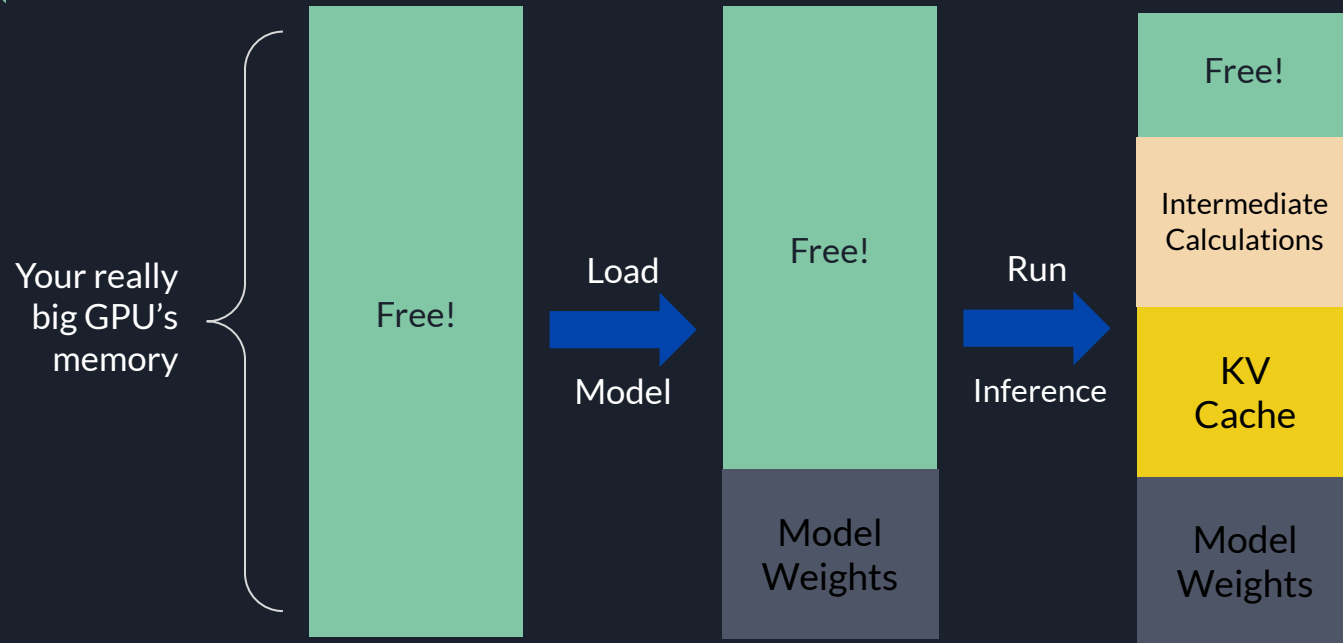 Your really
big GPU’s
memory
Free!
Load
Model
Free!
Model
Weights
Run
Inference
Free!
Intermediate
Calculations
KV
Cache
Model
Weights